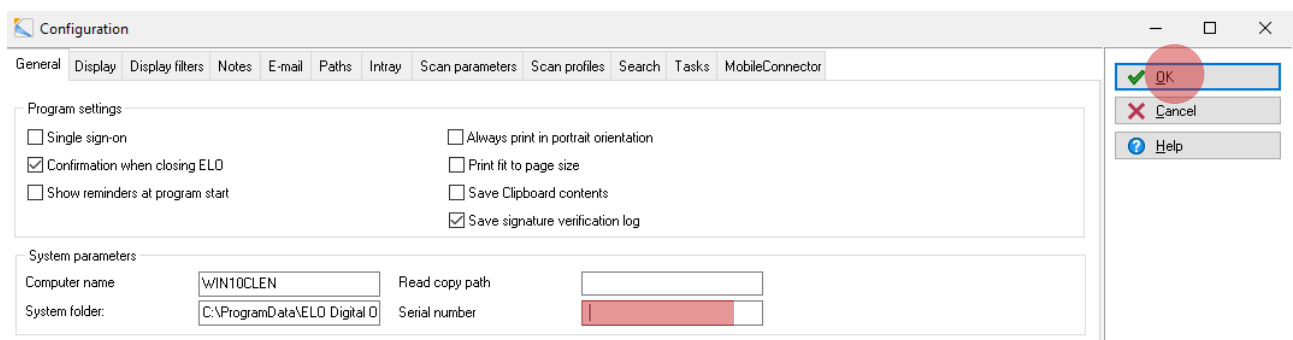 Configuration
General Display Display filters Notes E-mail Paths Intray Scan parameters Scan profiles Search Tasks MobileConnector
OK
Cancel
Help
Program settings
Single sign-on
Confirmation when closing ELO
Show reminders at program start
Always print in portrait orientation
Print fit to page size
Save Clipboard contents
Save signature verification log
System parameters
Computer name WIN10CLEN Read copy path
System folder: C:\ProgramData\ELO Digital O Serial number